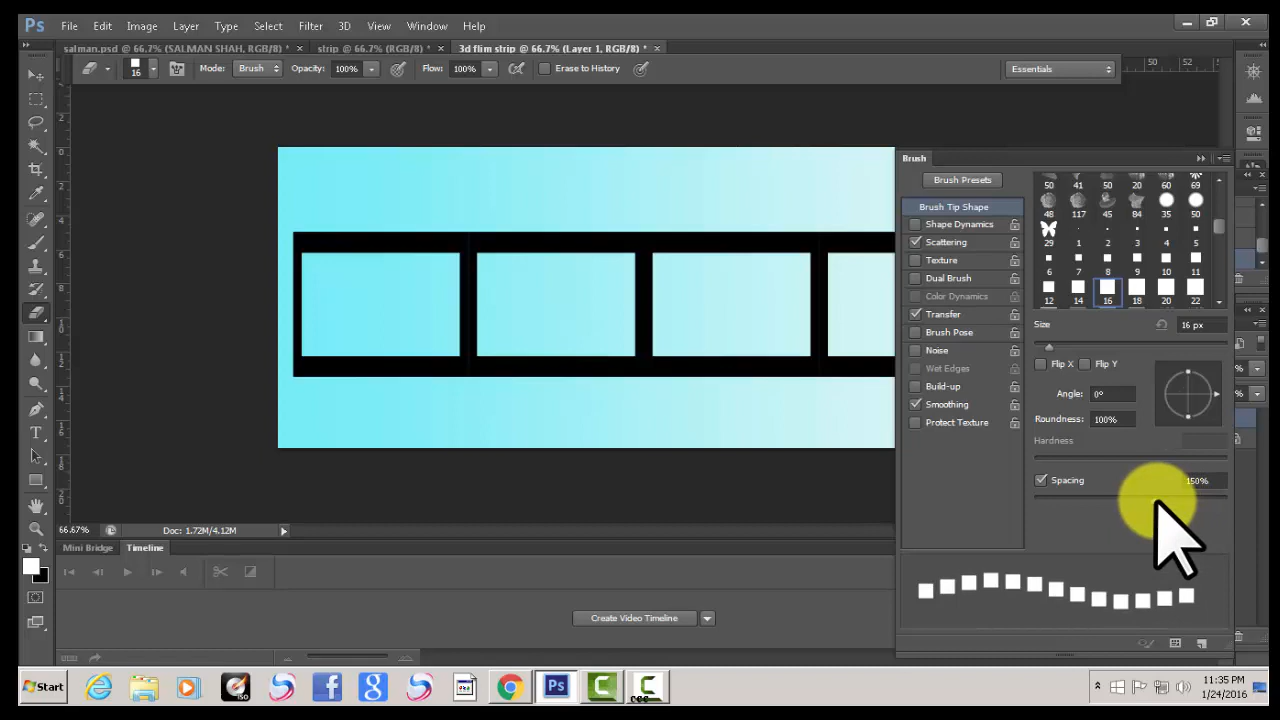 Ps File Edit Image Layer Type Select Filter 3D View Window Help
salman.psd @ 66.7% (SALMAN SHAH, RGB/8) * × strip @ 66.7% (RGB/8) * × 3d flim strip @ 66.7% (Layer 1, RGB/8) * ×
16 Mode: Brush Opacity: 100% Flow: 100% Erase to History Essentials
50 52
Brush
Brush Presets
Brush Tip Shape
Shape Dynamics
Scattering
Texture
Dual Brush
Color Dynamics
Transfer
Brush Pose
Noise
Wet Edges
Build-up
Smoothing
Protect Texture
50 41 50 20 60 69
48 117 45 84 35 50
29 1 2 3 4 5
6 7 8 9 10 11
12 14 16 18 20 22
Size 16 px
Flip X Flip Y
Angle: 0°
Roundness: 100%
Hardness
Spacing 150%
66.67% Doc: 1.72M/4.12M
Mini Bridge Timeline
Create Video Timeline
Start
11:35 PM
1/24/2016